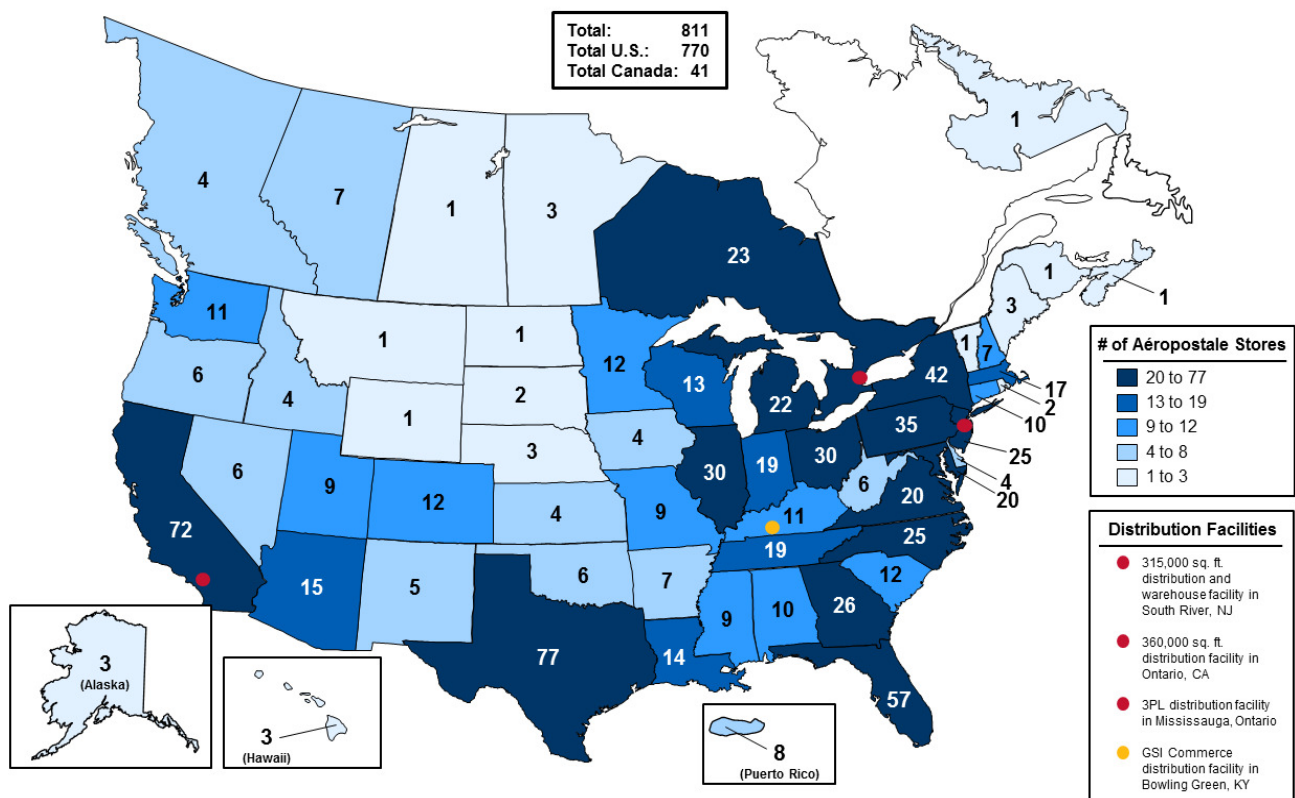 Total: 811
Total U.S.: 770
Total Canada: 41
1
4
7
1
3
23
1
1
3
11
1
1
12
1
7
42
17
2
10
6
4
1
2
13
22
35
25
4
20
6
9
12
3
4
30
19
30
6
20
72
4
9
11
25
15
5
6
7
19
12
9
10
26
77
14
57
3
(Alaska)
3
(Hawaii)
8
(Puerto Rico)
# of Aéropostale Stores
20 to 77
13 to 19
9 to 12
4 to 8
1 to 3
Distribution Facilities
315,000 sq. ft.
distribution and
warehouse facility in
South River, NJ
360,000 sq. ft.
distribution facility in
Ontario, CA
3PL distribution facility
in Mississauga, Ontario
GSI Commerce
distribution facility in
Bowling Green, KY